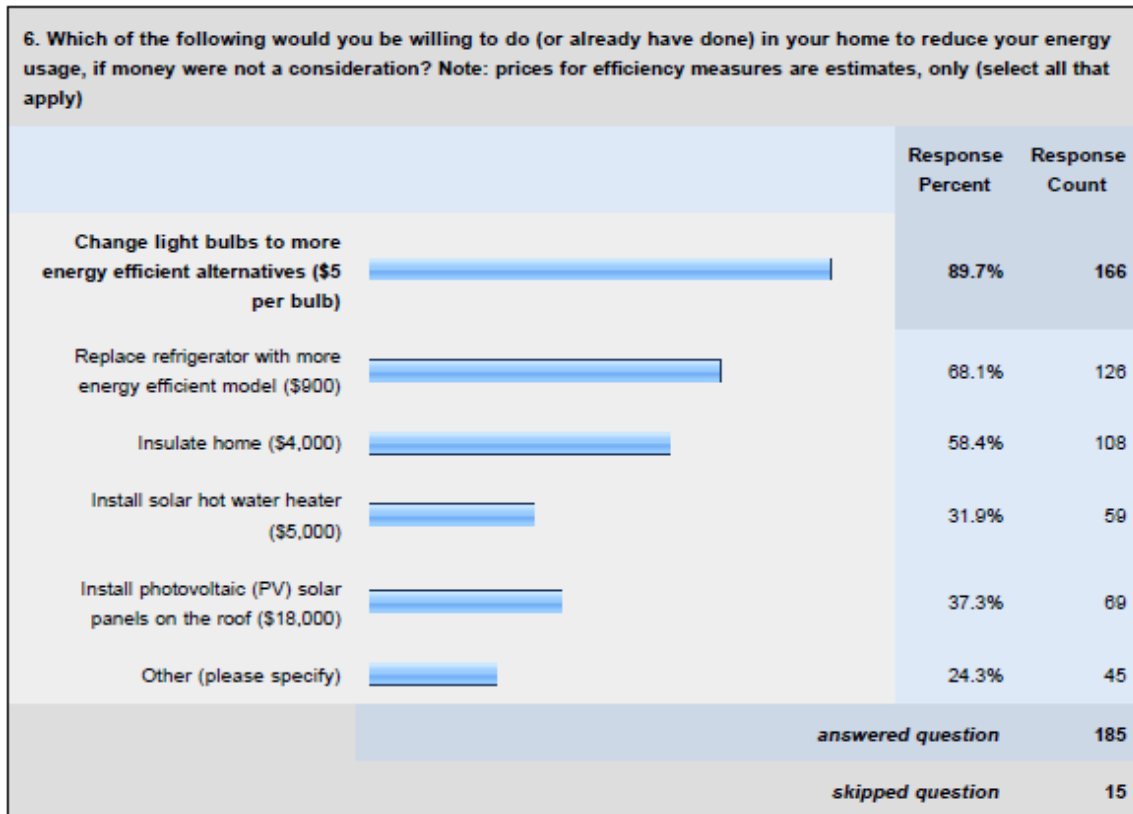 6. Which of the following would you be willing to do (or already have done) in your home to reduce your energy
usage, if money were not a consideration? Note: prices for efficiency measures are estimates, only (select all that
apply)
Response Percent
Response Count
Change light bulbs to more
energy efficient alternatives ($5
per bulb)
89.7%
166
Replace refrigerator with more
energy efficient model ($900)
68.1%
126
Insulate home ($4,000)
58.4%
108
Install solar hot water heater
($5,000)
31.9%
59
Install photovoltaic (PV) solar
panels on the roof ($18,000)
37.3%
69
Other (please specify)
24.3%
45
answered question
185
skipped question
15